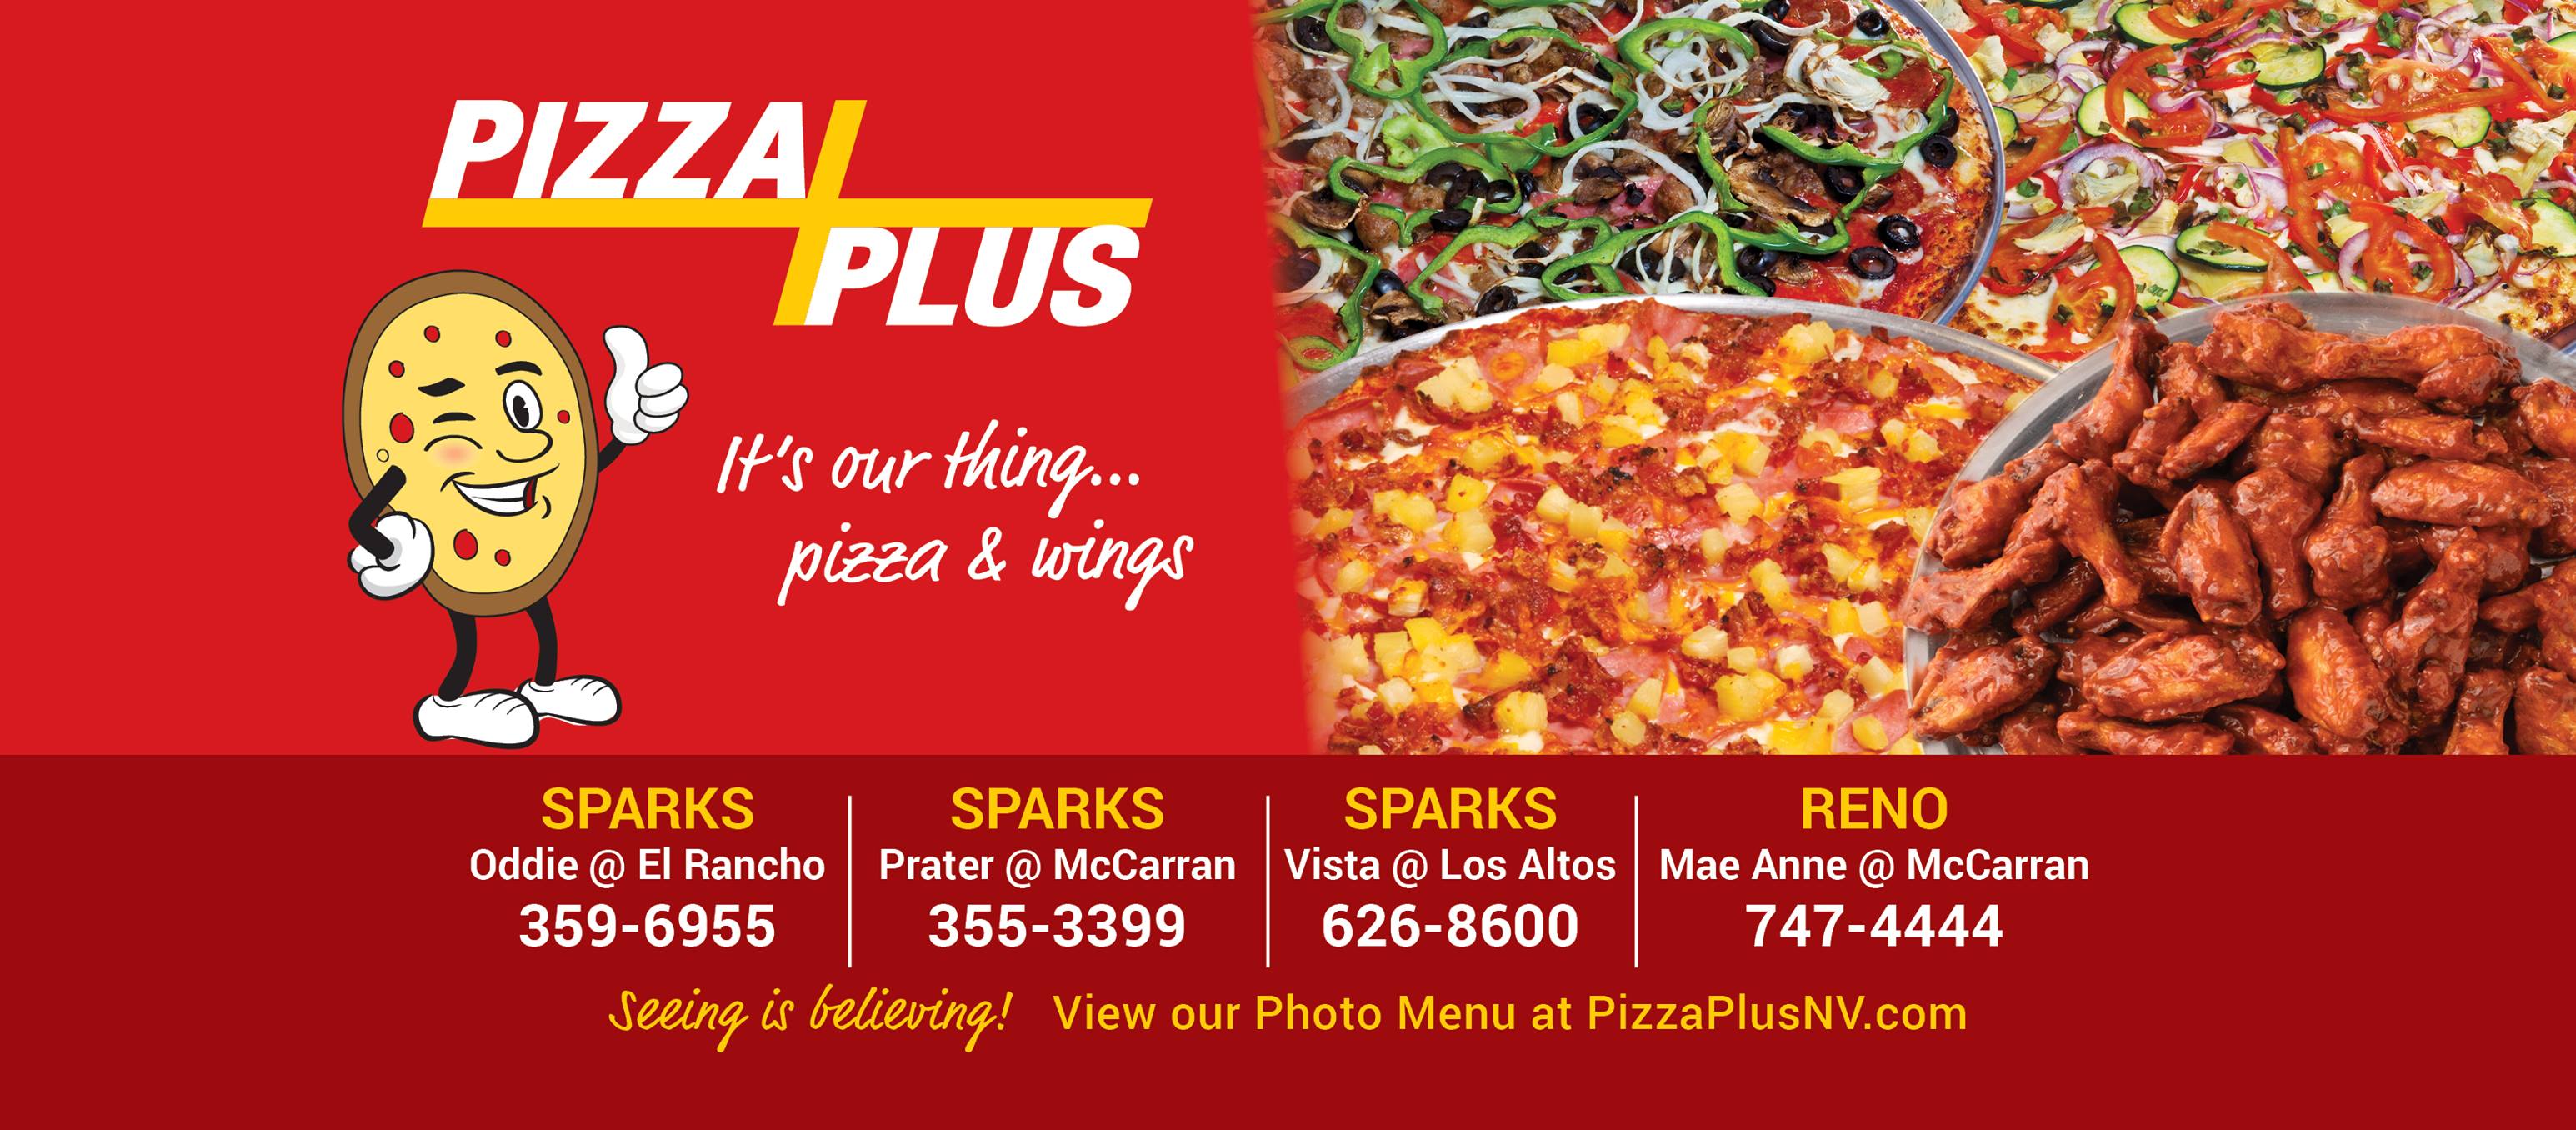 PIZZA
PLUS
It's our thing...
pizza & wings
SPARKS
Oddie @ El Rancho
359-6955
SPARKS
Prater @ McCarran
355-3399
SPARKS
Vista @ Los Altos
626-8600
RENO
Mae Anne @ McCarran
747-4444
Seeing is believing! View our Photo Menu at PizzaPlusNV.com